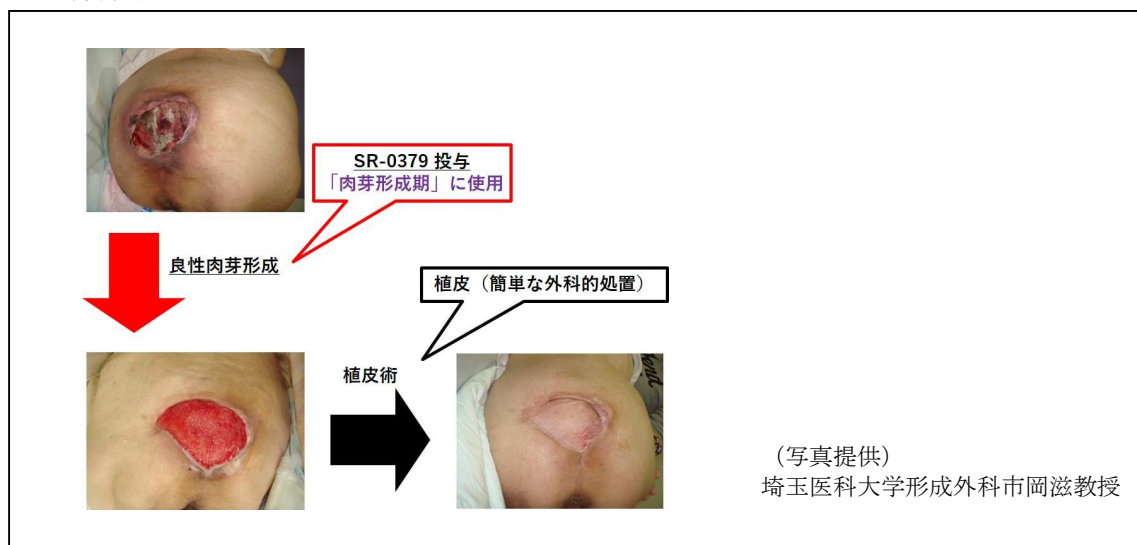 SR-0379 投与
「肉芽形成期」に使用
良性肉芽形成
植皮（簡単な外科的処置）
植皮術
（写真提供）
埼玉医科大学形成外科市岡滋教授